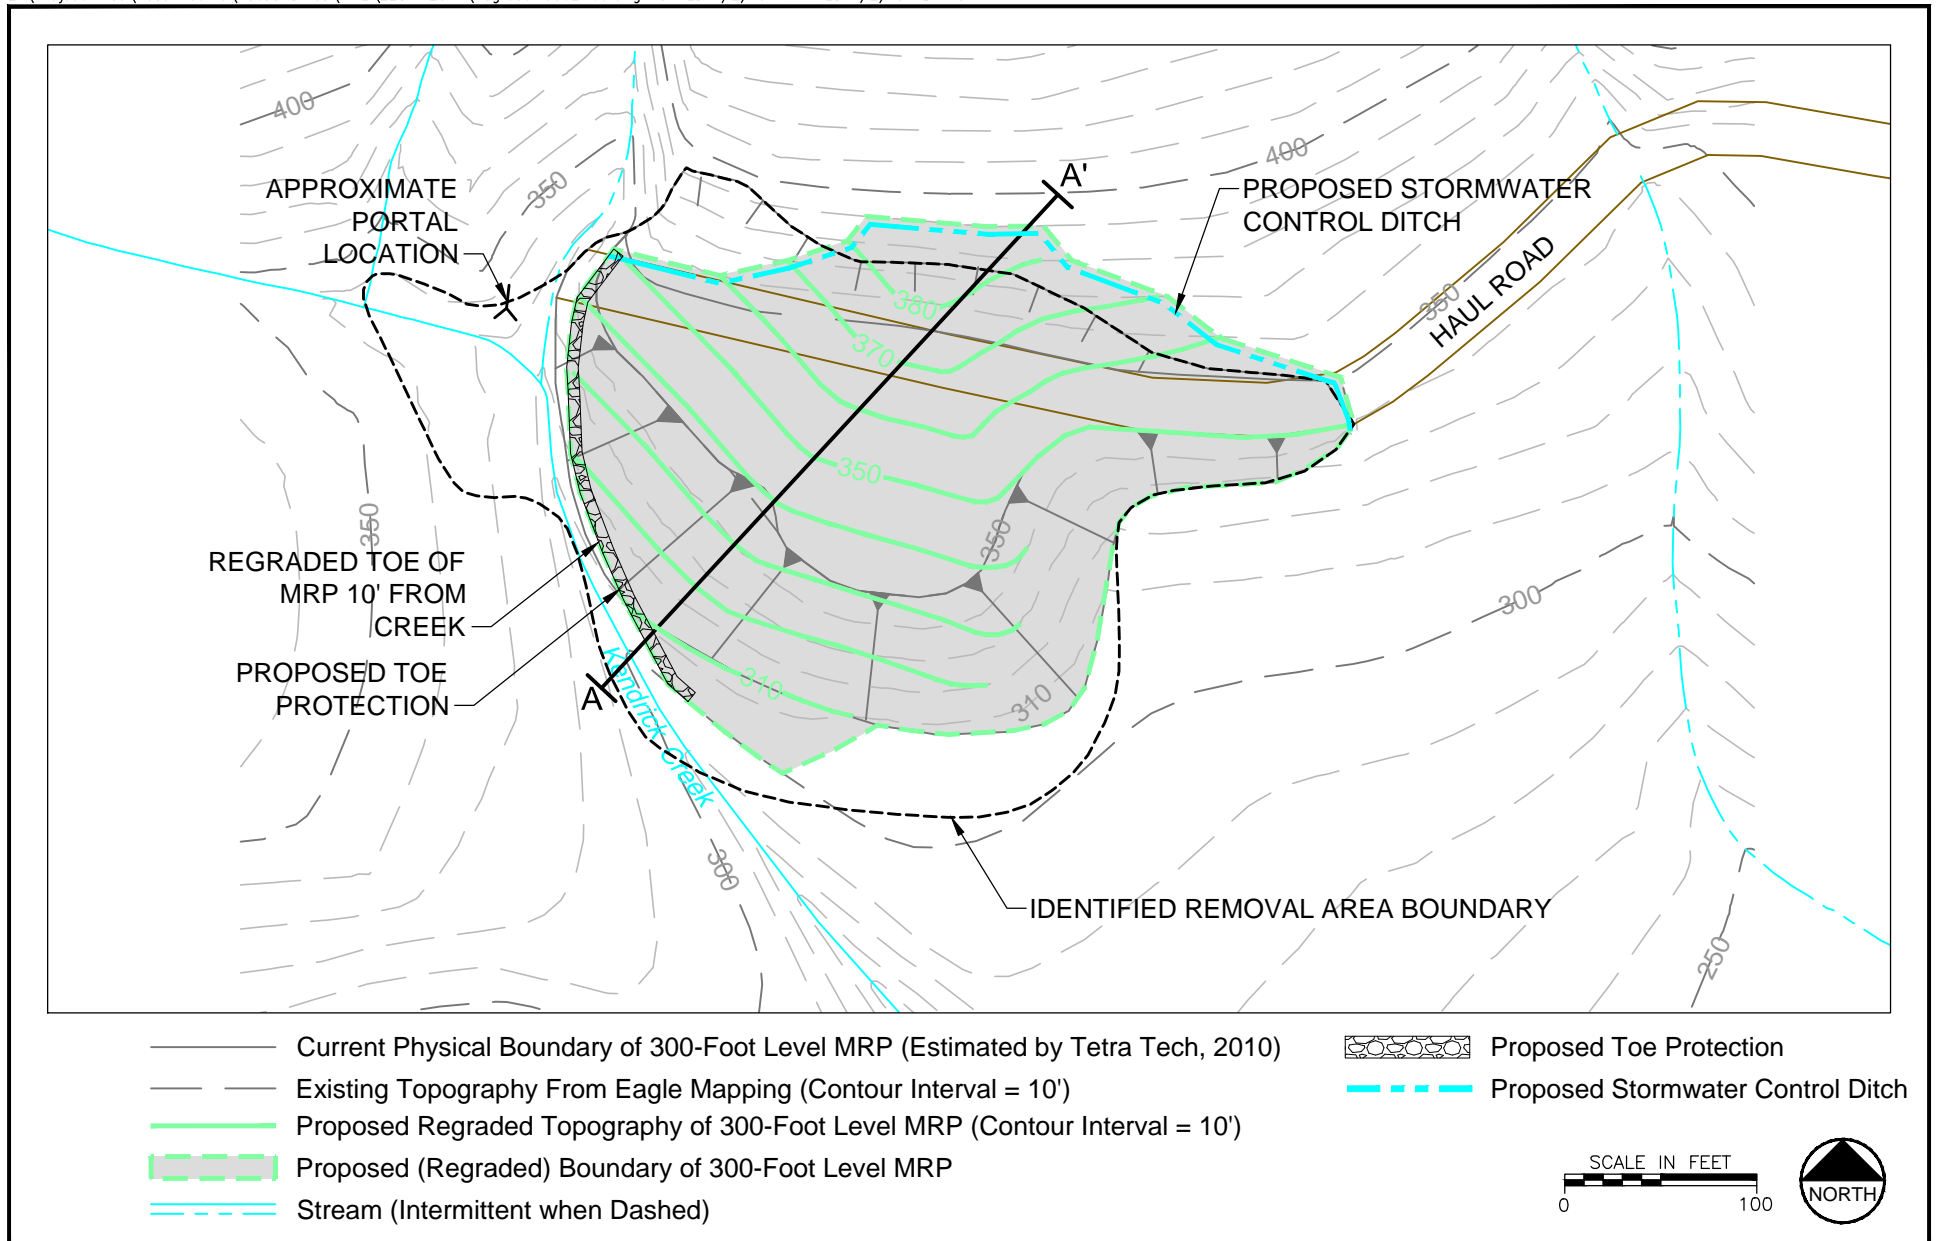 400
350
APPROXIMATE
PORTAL
LOCATION
A'
400
PROPOSED STORMWATER
CONTROL DITCH
350
HAUL ROAD
380
370
350
350
350
REGRADED TOE OF
MRP 10' FROM
CREEK
PROPOSED TOE
PROTECTION
A
Kendrick Creek
310
310
300
300
250
IDENTIFIED REMOVAL AREA BOUNDARY
Current Physical Boundary of 300-Foot Level MRP (Estimated by Tetra Tech, 2010)
Existing Topography From Eagle Mapping (Contour Interval = 10')
Proposed Regraded Topography of 300-Foot Level MRP (Contour Interval = 10')
Proposed (Regraded) Boundary of 300-Foot Level MRP
Stream (Intermittent when Dashed)
Proposed Toe Protection
Proposed Stormwater Control Ditch
SCALE IN FEET
0 100
NORTH